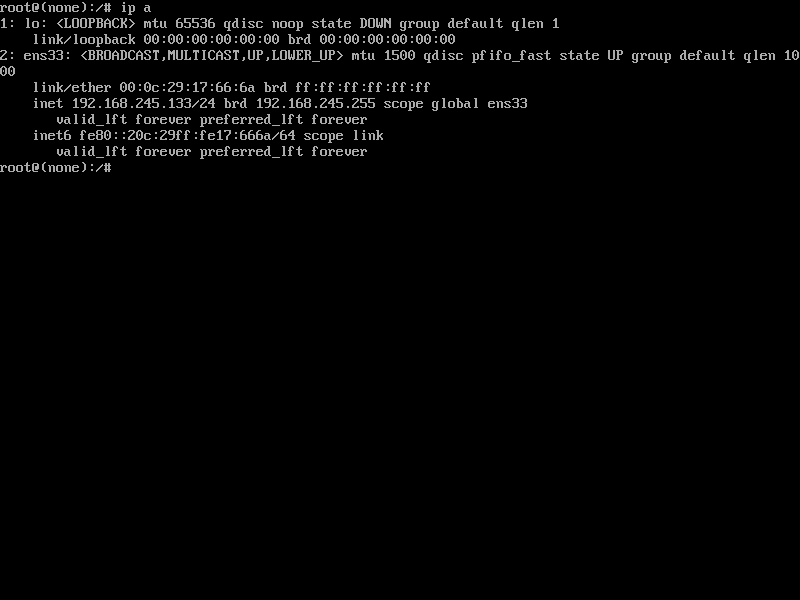 root@(none):/# ip a
1: lo: <LOOPBACK> mtu 65536 qdisc noop state DOWN group default qlen 1
    link/loopback 00:00:00:00:00:00 brd 00:00:00:00:00:00
2: ens33: <BROADCAST,MULTICAST,UP,LOWER_UP> mtu 1500 qdisc pfifo_fast state UP group default qlen 10
00
    link/ether 00:0c:29:17:66:6a brd ff:ff:ff:ff:ff:ff
    inet 192.168.245.133/24 brd 192.168.245.255 scope global ens33
       valid_lft forever preferred_lft forever
    inet6 fe80::20c:29ff:fe17:666a/64 scope link
       valid_lft forever preferred_lft forever
root@(none):/#